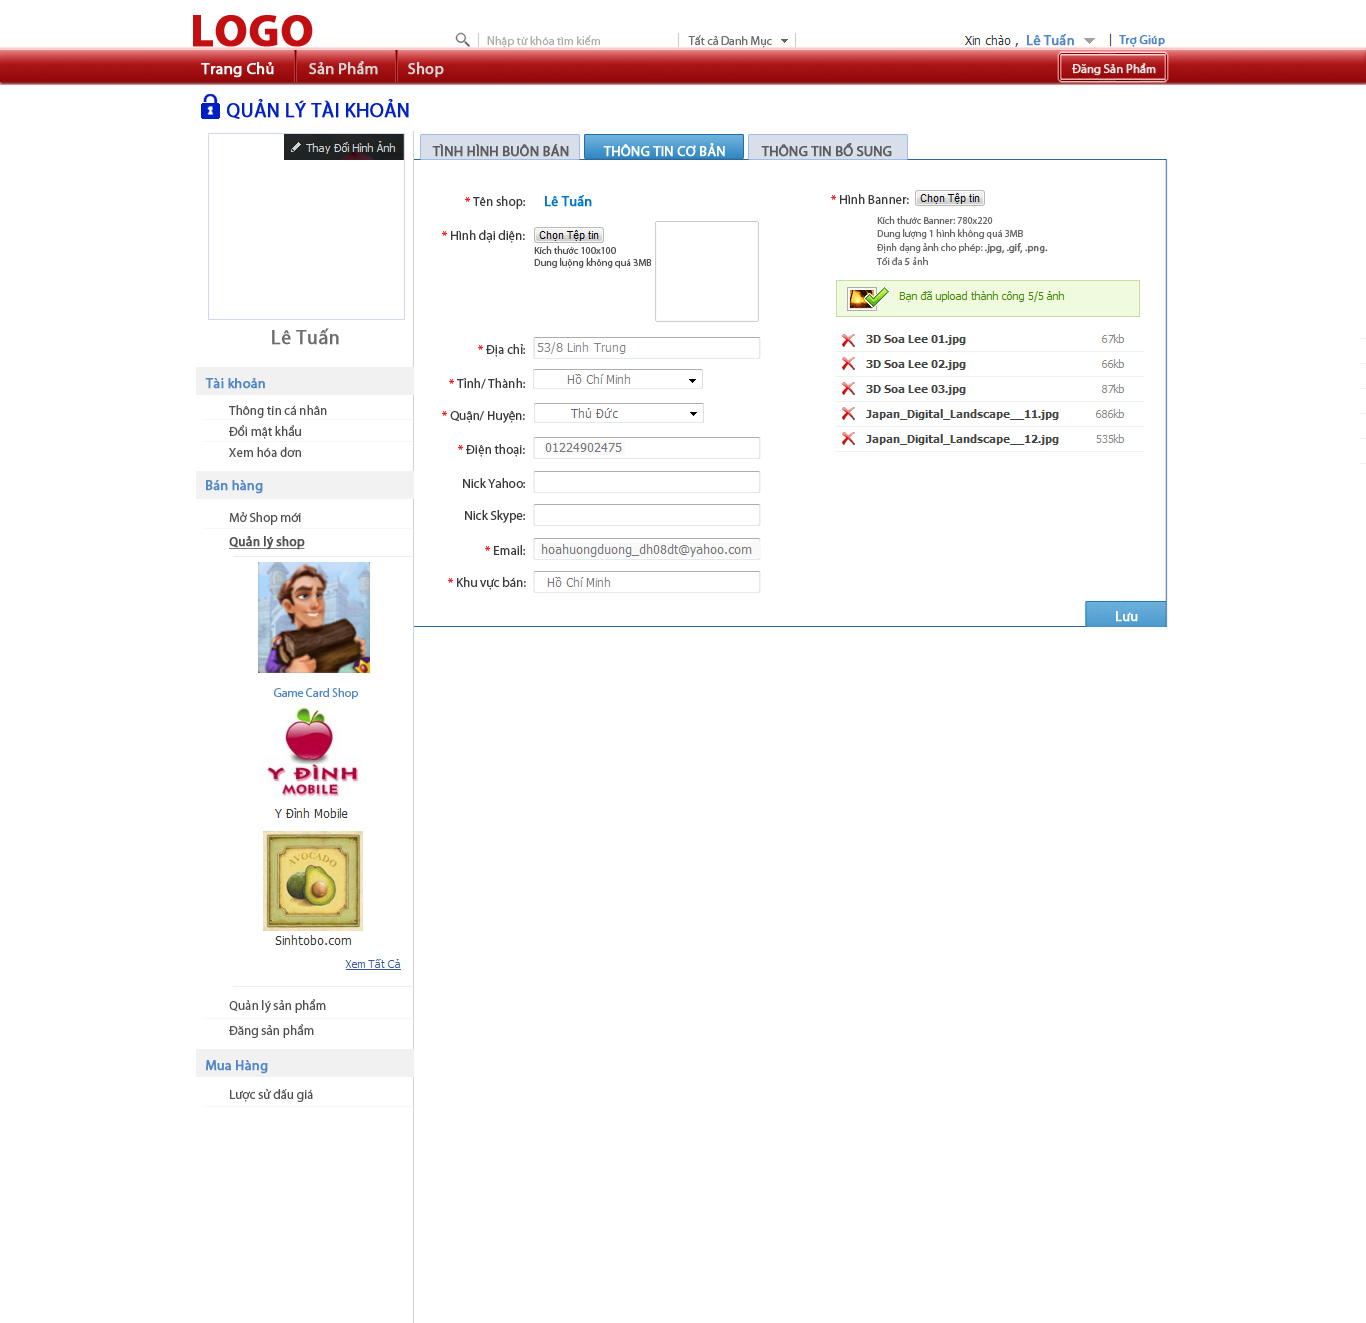 LOGO
Nhập từ khóa tìm kiếm
Tất cả Danh Mục
Xin chào , Lê Tuấn
Trợ Giúp
Trang Chủ
Sản Phẩm
Shop
Đăng Sản Phẩm
QUẢN LÝ TÀI KHOẢN
Thay Đổi Hình Ảnh
Lê Tuấn
Tài khoản
Thông tin cá nhân
Đổi mật khẩu
Xem hóa đơn
Bán hàng
Mở Shop mới
Quản lý shop
Game Card Shop
Y ĐÌNH
MOBILE
Y Đình Mobile
AVOCADO
Sinhtobo.com
Xem Tất Cả
Quản lý sản phẩm
Đăng sản phẩm
Mua Hàng
Lược sử đấu giá
TÌNH HÌNH BUÔN BÁN
THÔNG TIN CƠ BẢN
THÔNG TIN BỔ SUNG
* Tên shop: Lê Tuấn
* Hình đại diện: Chọn Tệp tin
Kích thước 100x100
Dung lượng không quá 3MB
* Địa chỉ: 53/8 Linh Trung
* Tỉnh/ Thành: Hồ Chí Minh
* Quận/ Huyện: Thủ Đức
* Điện thoại: 01224902475
Nick Yahoo:
Nick Skype:
* Email: hoahuongduong_dh08dt@yahoo.com
* Khu vực bán: Hồ Chí Minh
* Hình Banner: Chọn Tệp tin
Kích thước Banner: 780x220
Dung lượng 1 hình không quá 3MB
Định dạng ảnh cho phép: .jpg, .gif, .png.
Tối đa 5 ảnh
Bạn đã upload thành công 5/5 ảnh
3D Soa Lee 01.jpg 67kb
3D Soa Lee 02.jpg 66kb
3D Soa Lee 03.jpg 87kb
Japan_Digital_Landscape__11.jpg 686kb
Japan_Digital_Landscape__12.jpg 535kb
Lưu